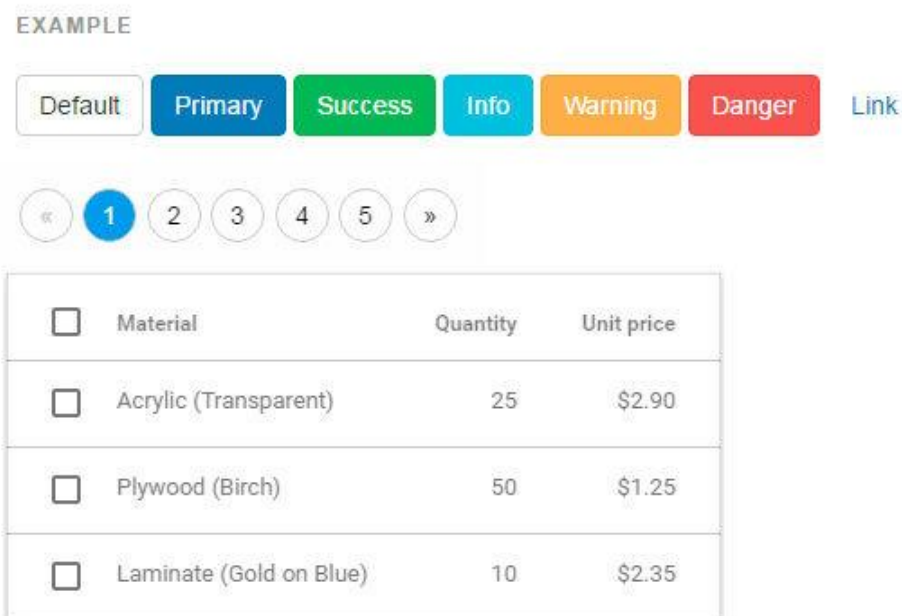 EXAMPLE
Default Primary Success Info Warning Danger Link
« 1 2 3 4 5 »
Material Quantity Unit price
Acrylic (Transparent) 25 $2.90
Plywood (Birch) 50 $1.25
Laminate (Gold on Blue) 10 $2.35